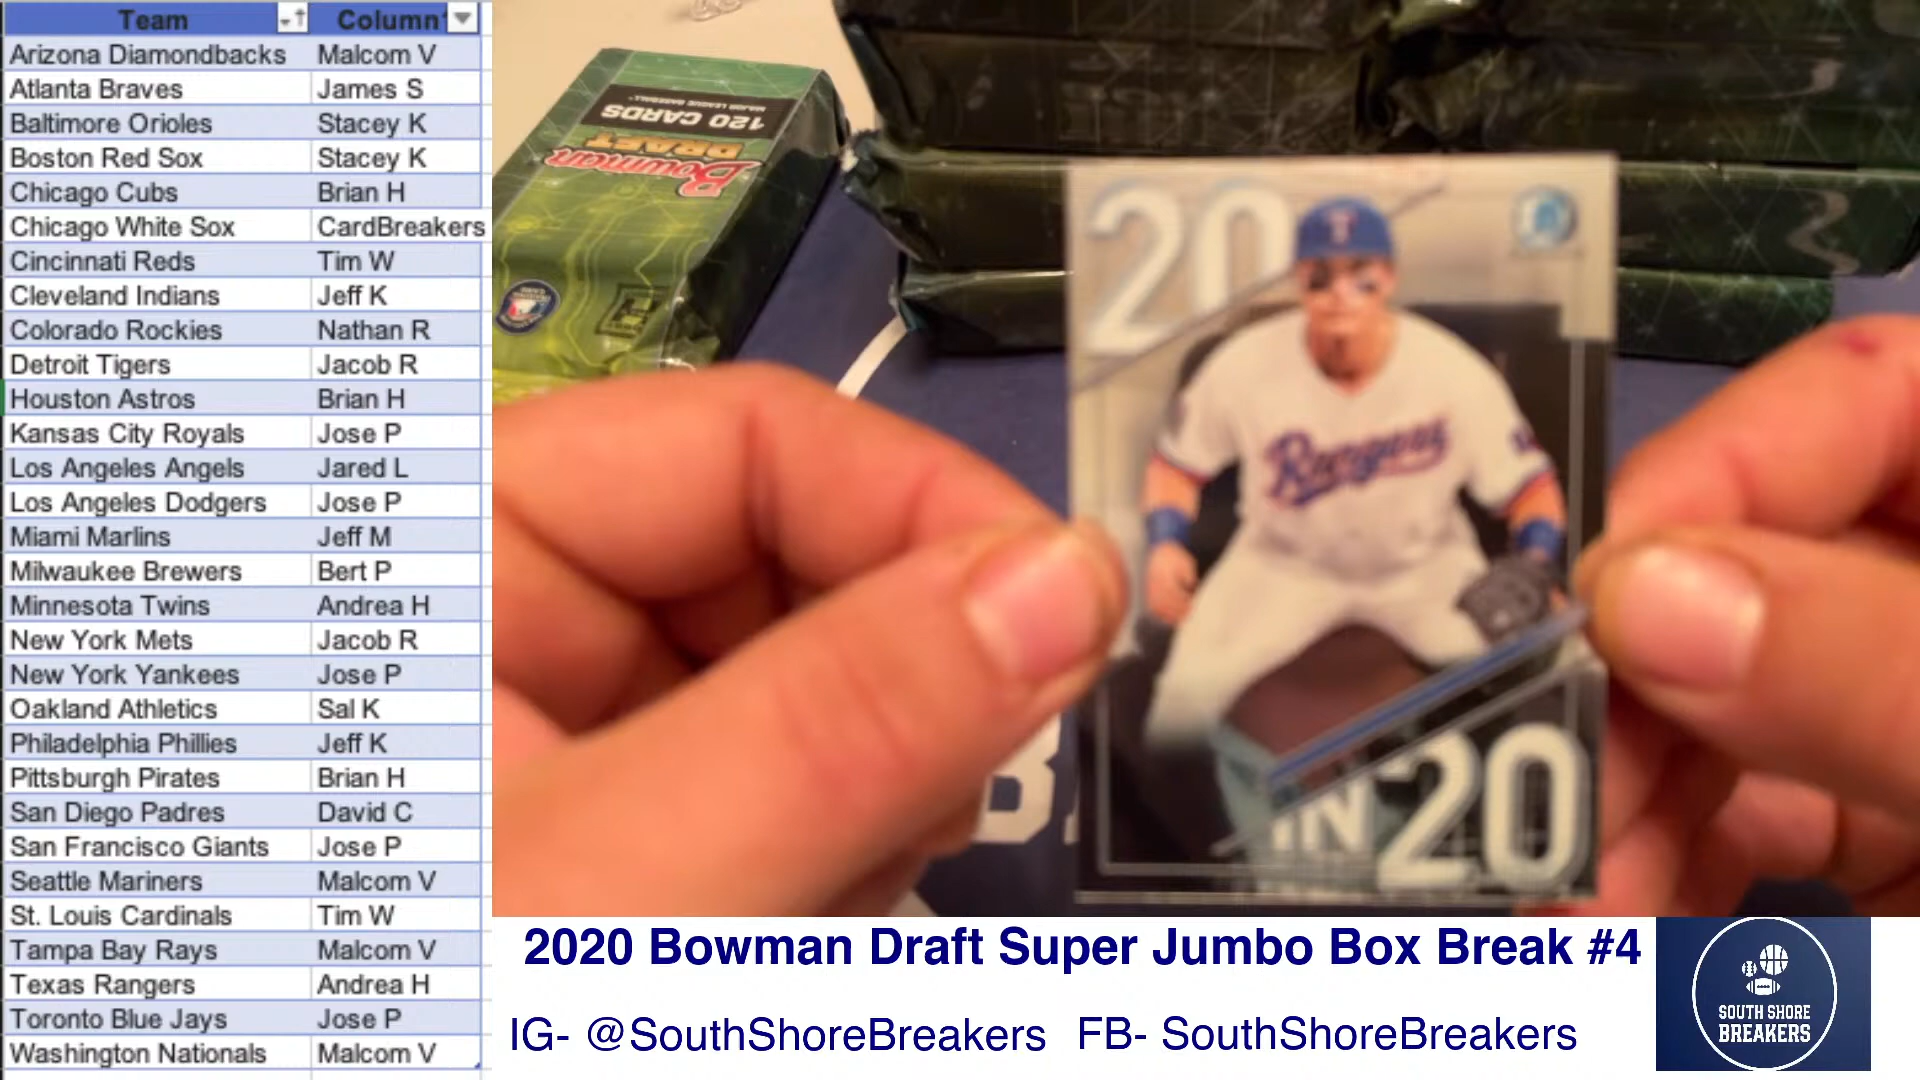 Team Column
Arizona Diamondbacks Malcom V
Atlanta Braves James S
Baltimore Orioles Stacey K
Boston Red Sox Stacey K
Chicago Cubs Brian H
Chicago White Sox CardBreakers
Cincinnati Reds Tim W
Cleveland Indians Jeff K
Colorado Rockies Nathan R
Detroit Tigers Jacob R
Houston Astros Brian H
Kansas City Royals Jose P
Los Angeles Angels Jared L
Los Angeles Dodgers Jose P
Miami Marlins Jeff M
Milwaukee Brewers Bert P
Minnesota Twins Andrea H
New York Mets Jacob R
New York Yankees Jose P
Oakland Athletics Sal K
Philadelphia Phillies Jeff K
Pittsburgh Pirates Brian H
San Diego Padres David C
San Francisco Giants Jose P
Seattle Mariners Malcom V
St. Louis Cardinals Tim W
Tampa Bay Rays Malcom V
Texas Rangers Andrea H
Toronto Blue Jays Jose P
Washington Nationals Malcom V
MAJOR LEAGUE BASEBALL
120 CARDS
DRAFT
Bowman
20
T
Rangers
IN 20
B
2020 Bowman Draft Super Jumbo Box Break #4
IG- @SouthShoreBreakers FB- SouthShoreBreakers
SOUTH SHORE
BREAKERS